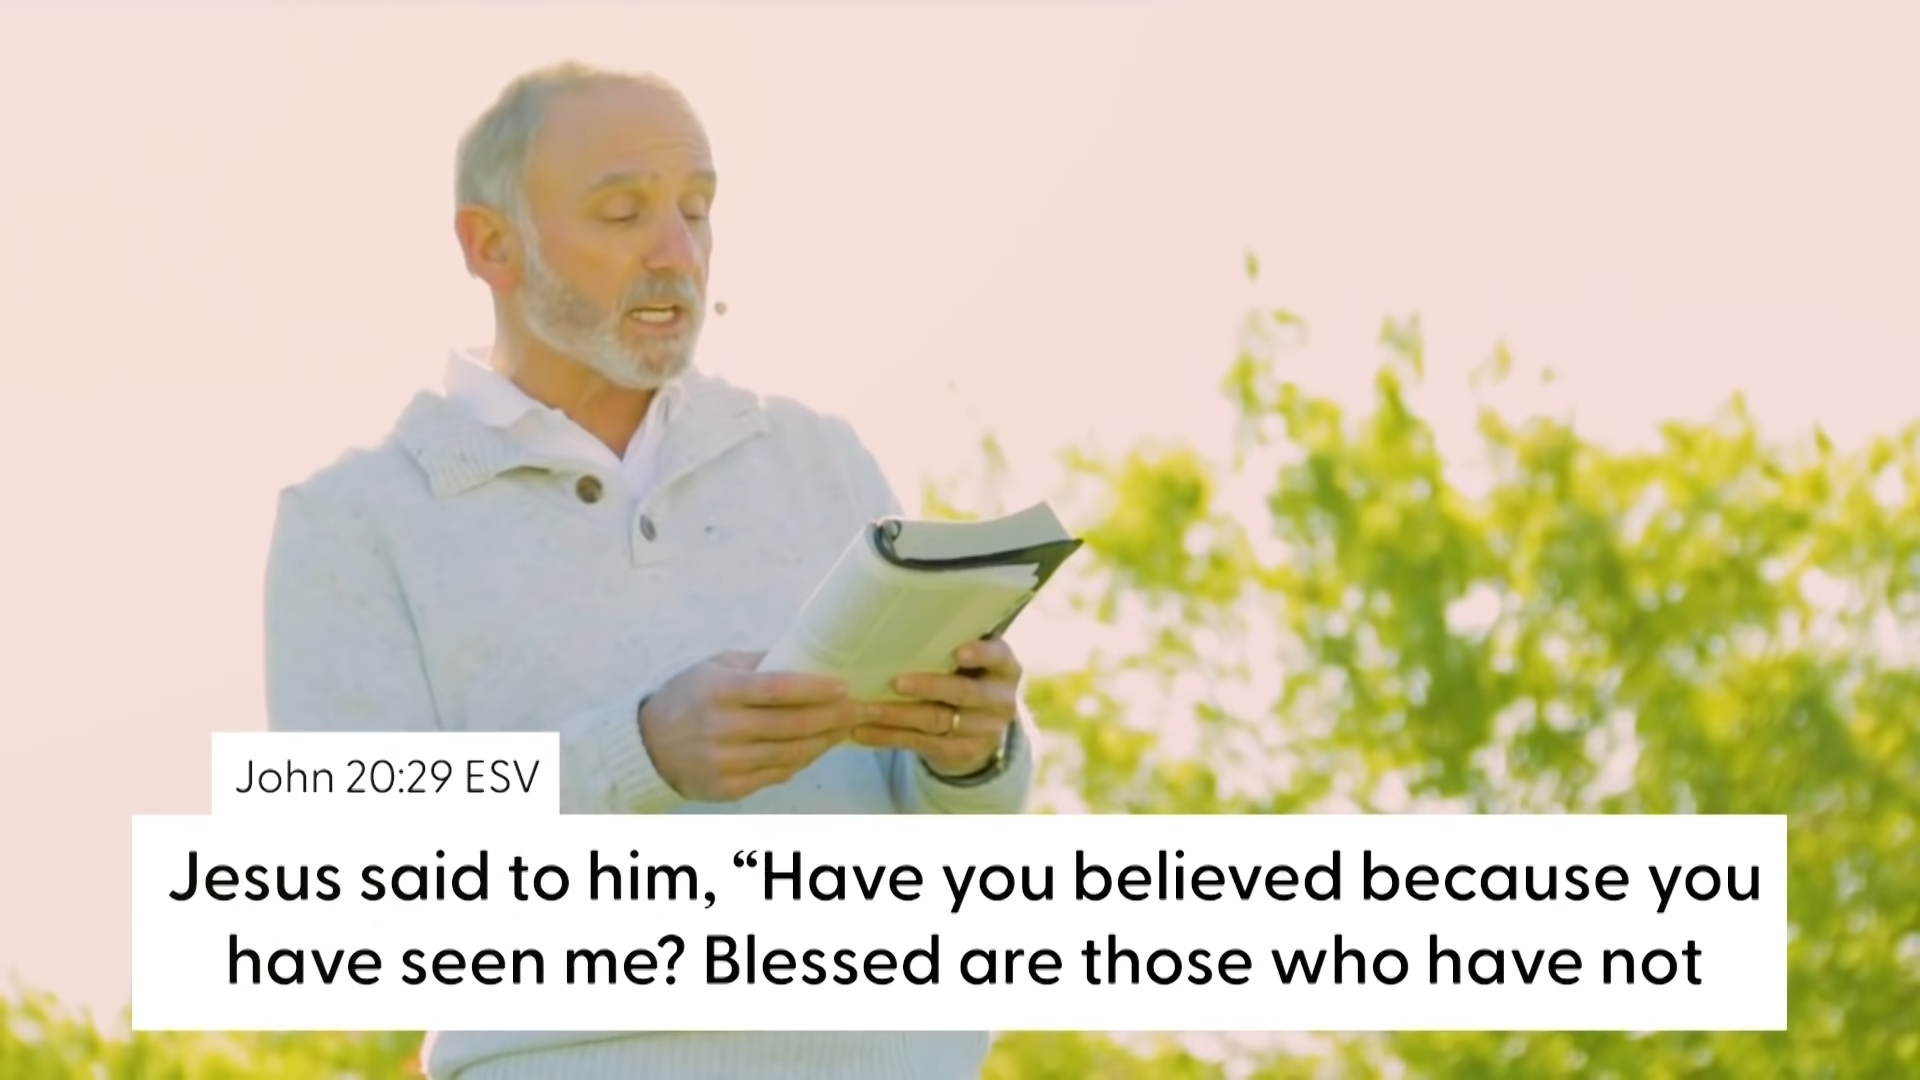 John 20:29 ESV
Jesus said to him, “Have you believed because you
have seen me? Blessed are those who have not